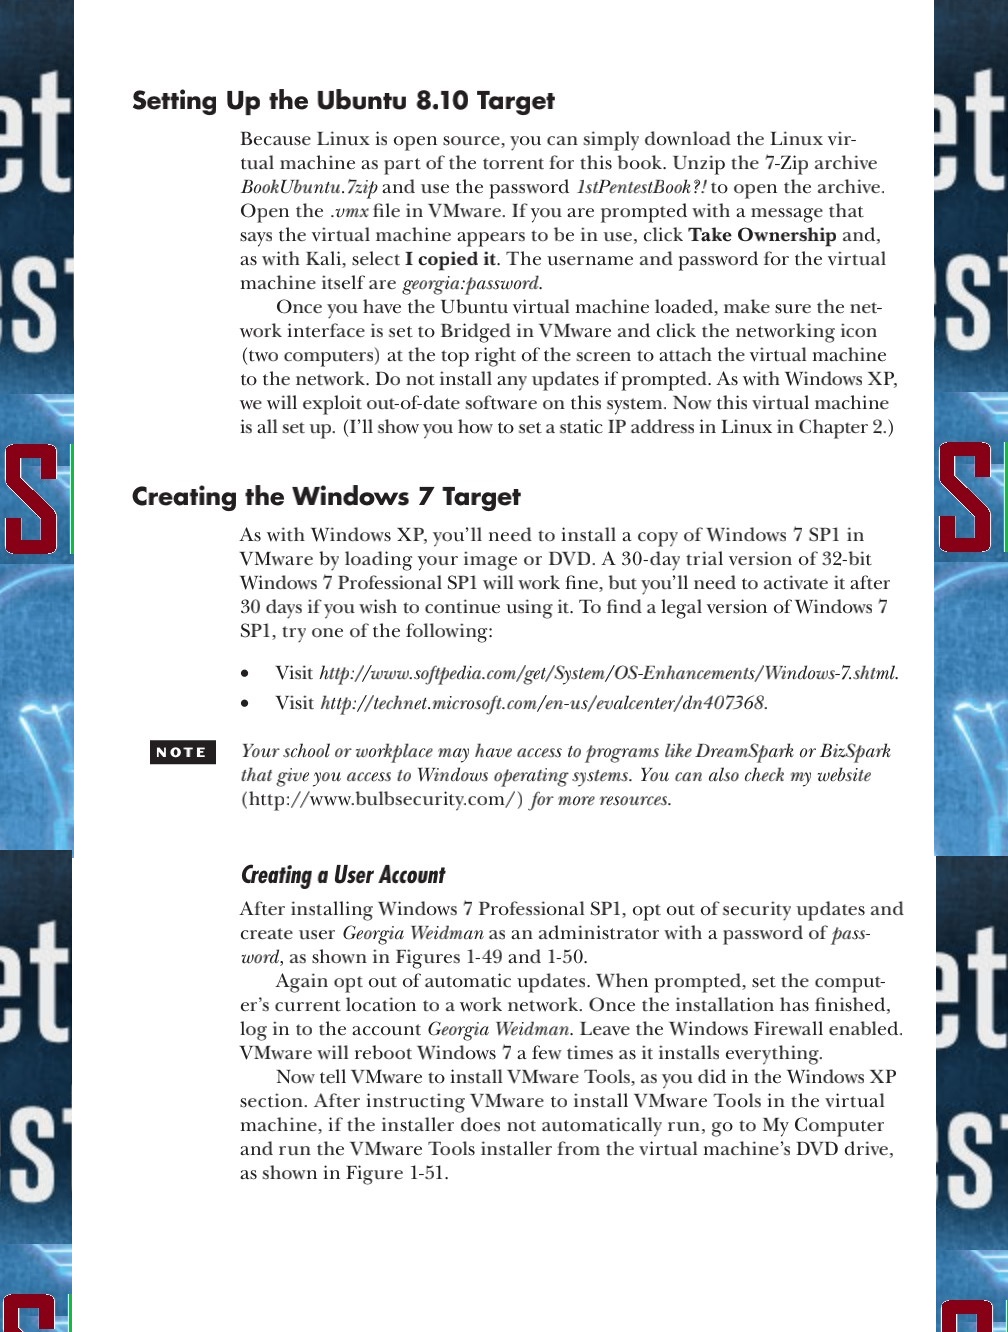 Setting Up the Ubuntu 8.10 Target
Because Linux is open source, you can simply download the Linux vir-
tual machine as part of the torrent for this book. Unzip the 7-Zip archive
BookUbuntu.7zip and use the password 1stPentestBook?! to open the archive.
Open the .vmx file in VMware. If you are prompted with a message that
says the virtual machine appears to be in use, click Take Ownership and,
as with Kali, select I copied it. The username and password for the virtual
machine itself are georgia:password.
Once you have the Ubuntu virtual machine loaded, make sure the net-
work interface is set to Bridged in VMware and click the networking icon
(two computers) at the top right of the screen to attach the virtual machine
to the network. Do not install any updates if prompted. As with Windows XP,
we will exploit out-of-date software on this system. Now this virtual machine
is all set up. (I’ll show you how to set a static IP address in Linux in Chapter 2.)
Creating the Windows 7 Target
As with Windows XP, you’ll need to install a copy of Windows 7 SP1 in
VMware by loading your image or DVD. A 30-day trial version of 32-bit
Windows 7 Professional SP1 will work fine, but you’ll need to activate it after
30 days if you wish to continue using it. To find a legal version of Windows 7
SP1, try one of the following:
• Visit http://www.softpedia.com/get/System/OS-Enhancements/Windows-7.shtml.
• Visit http://technet.microsoft.com/en-us/evalcenter/dn407368.
NOTE Your school or workplace may have access to programs like DreamSpark or BizSpark
that give you access to Windows operating systems. You can also check my website
(http://www.bulbsecurity.com/) for more resources.
Creating a User Account
After installing Windows 7 Professional SP1, opt out of security updates and
create user Georgia Weidman as an administrator with a password of pass-
word, as shown in Figures 1-49 and 1-50.
Again opt out of automatic updates. When prompted, set the comput-
er’s current location to a work network. Once the installation has finished,
log in to the account Georgia Weidman. Leave the Windows Firewall enabled.
VMware will reboot Windows 7 a few times as it installs everything.
Now tell VMware to install VMware Tools, as you did in the Windows XP
section. After instructing VMware to install VMware Tools in the virtual
machine, if the installer does not automatically run, go to My Computer
and run the VMware Tools installer from the virtual machine’s DVD drive,
as shown in Figure 1-51.